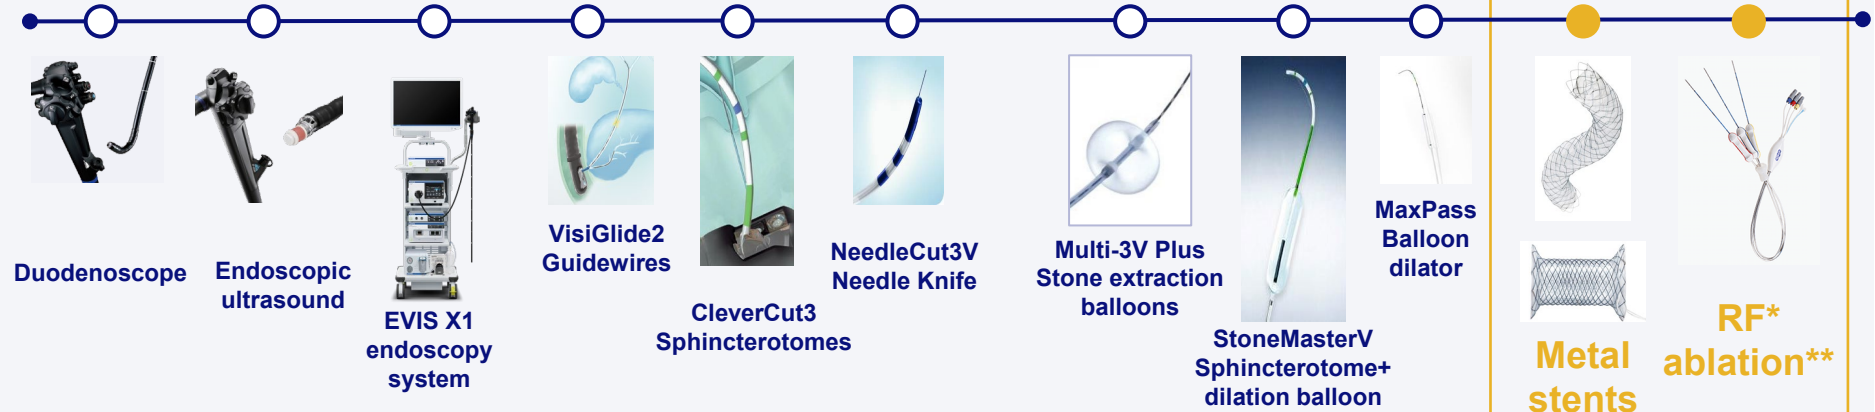 Duodenoscope
Endoscopic
ultrasound
EVIS X1
endoscopy
system
VisiGlide2
Guidewires
CleverCut3
Sphincterotomes
NeedleCut3V
Needle Knife
Multi-3V Plus
Stone extraction
balloons
StoneMasterV
Sphincterotome+
dilation balloon
MaxPass
Balloon
dilator
Metal
stents
RF*
ablation**